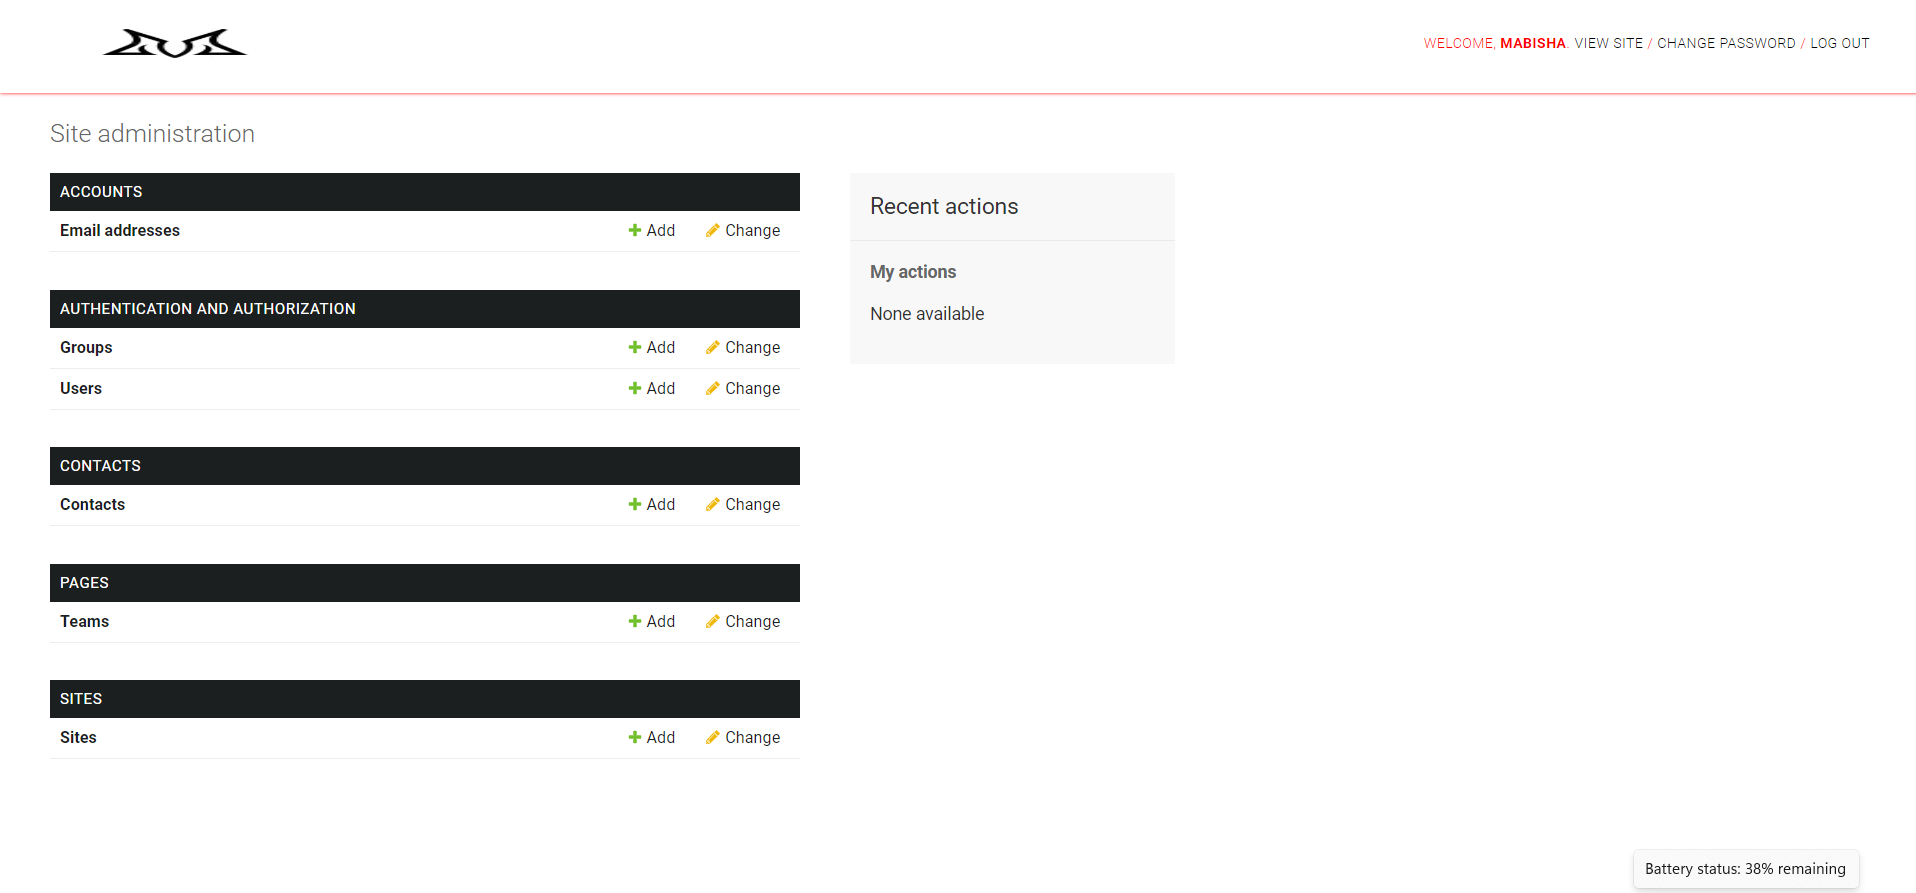 WELCOME, MABISHA. VIEW SITE / CHANGE PASSWORD / LOG OUT
Site administration
ACCOUNTS
Email addresses Add Change
AUTHENTICATION AND AUTHORIZATION
Groups Add Change
Users Add Change
CONTACTS
Contacts Add Change
PAGES
Teams Add Change
SITES
Sites Add Change
Recent actions
My actions
None available
Battery status: 38% remaining